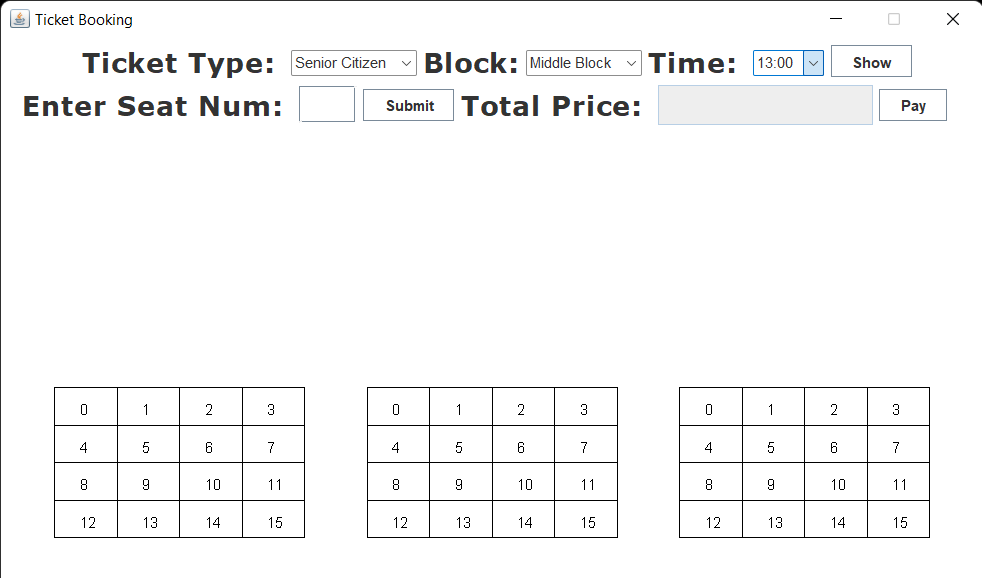 Ticket Booking
Ticket Type: Senior Citizen Block: Middle Block Time: 13:00 Show
Enter Seat Num: Submit Total Price: Pay
0 1 2 3 0 1 2 3 0 1 2 3
4 5 6 7 4 5 6 7 4 5 6 7
8 9 10 11 8 9 10 11 8 9 10 11
12 13 14 15 12 13 14 15 12 13 14 15